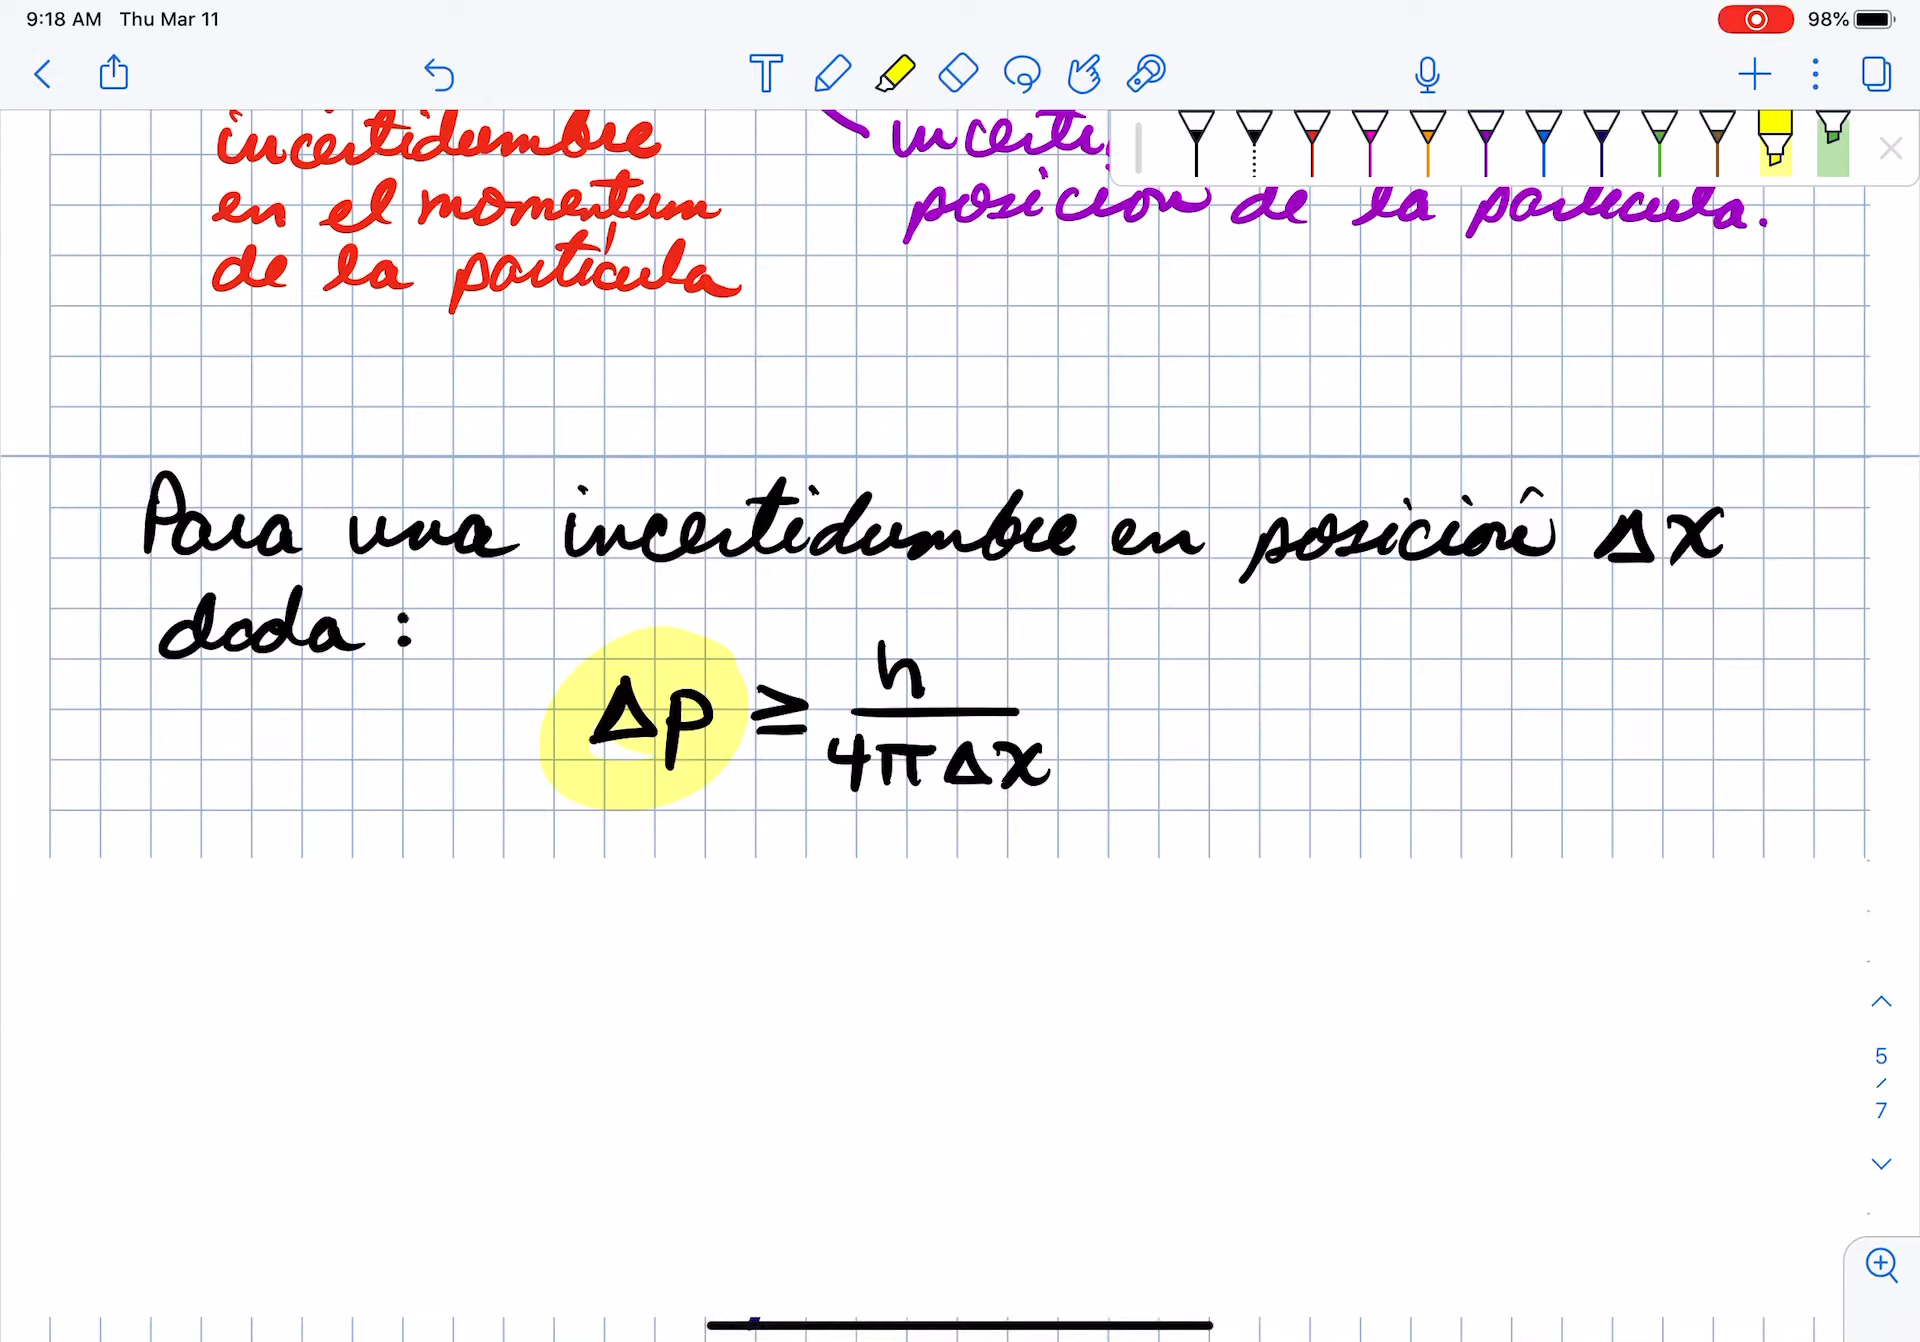 9:18 AM Thu Mar 11
98%
T
incertidumbre
en el momentum
de la partícula
posición de la partícula.
Para una incertidumbre en posición Δx
dada:
Δp ≥ h
4πΔx
5
/
7